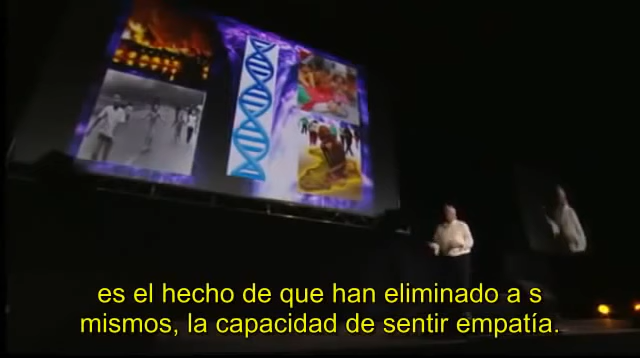 es el hecho de que han eliminado a s
mismos, la capacidad de sentir empatía.